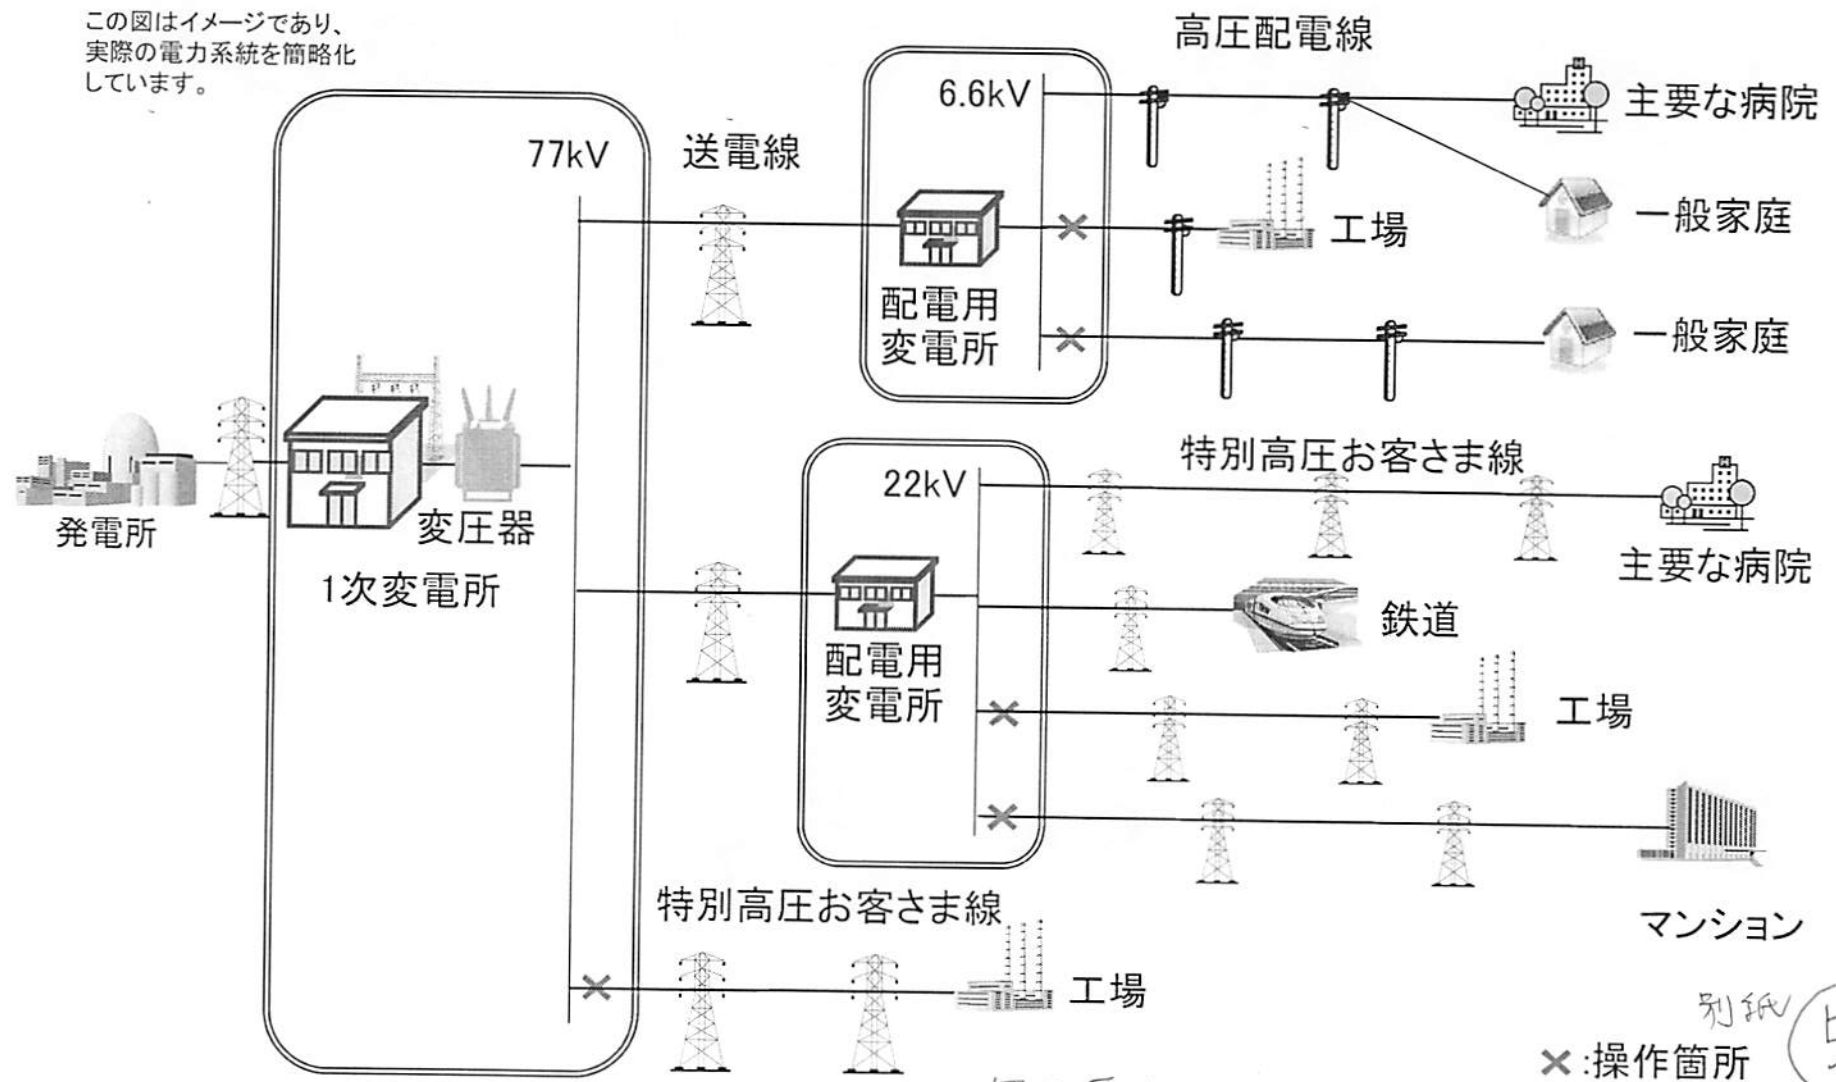 この図はイメージであり、
実際の電力系統を簡略化
しています。
高圧配電線
6.6kV
主要な病院
77kV
送電線
一般家庭
工場
配電用
変電所
一般家庭
特別高圧お客さま線
22kV
発電所
変圧器
1次変電所
主要な病院
鉄道
配電用
変電所
工場
特別高圧お客さま線
マンション
工場
別紙
×:操作箇所